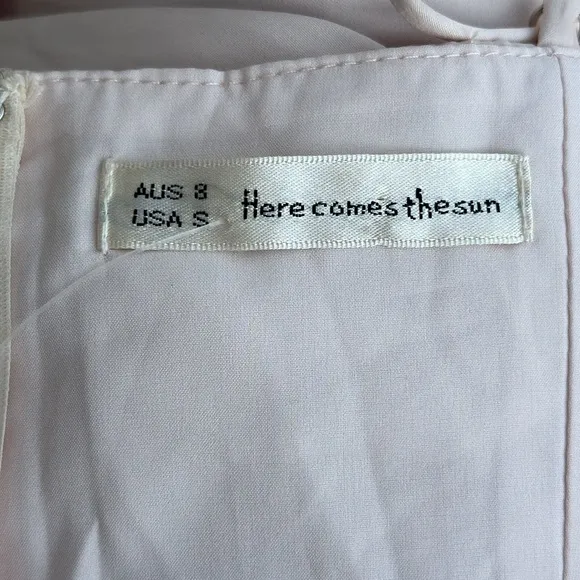 AUS 8
USA S
Here comes the sun